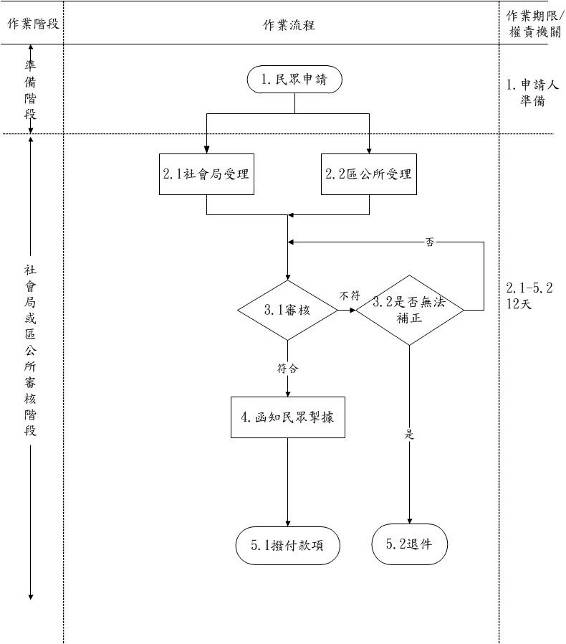 作業階段
作業流程
作業期限/
權責機關
準備階段
1.民眾申請
1.申請人
準備
2.1社會局受理
2.2區公所受理
否
社會局或區公所審核階段
2.1-5.2
12天
3.1審核
不符
3.2是否無法
補正
符合
4.函知民眾掣據
是
5.1撥付款項
5.2退件